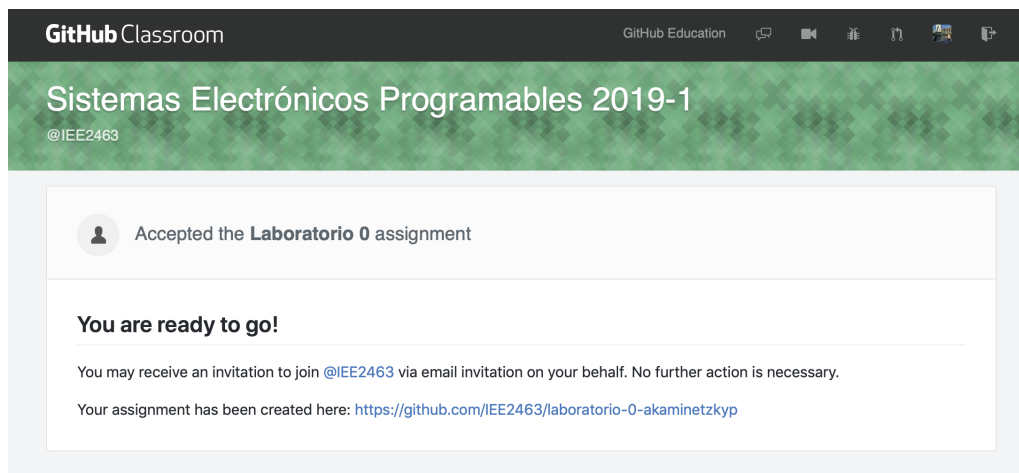 GitHub Classroom
GitHub Education
Sistemas Electrónicos Programables 2019-1
@IEE2463
Accepted the Laboratorio 0 assignment
You are ready to go!
You may receive an invitation to join @IEE2463 via email invitation on your behalf. No further action is necessary.
Your assignment has been created here: https://github.com/IEE2463/laboratorio-0-akaminetzkyp